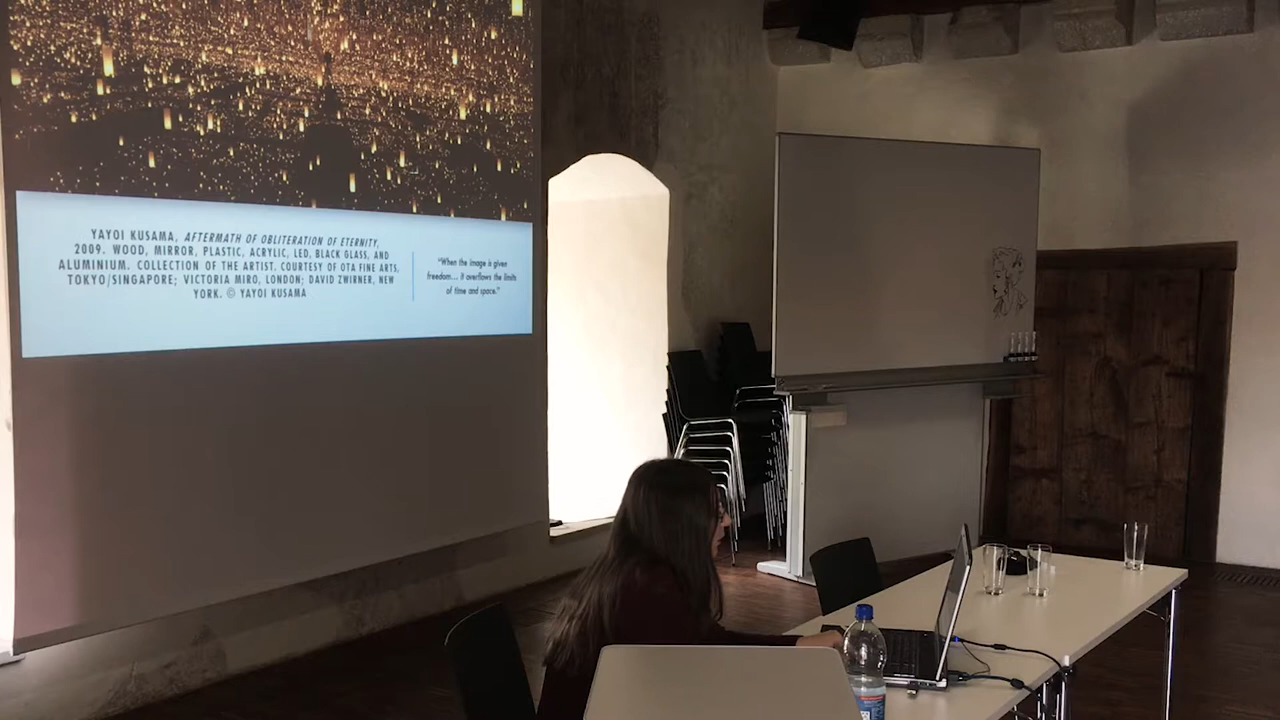 YAYOI KUSAMA, AFTERMATH OF OBLITERATION OF ETERNITY,
2009. WOOD, MIRROR, PLASTIC, ACRYLIC, LED, BLACK GLASS, AND
ALUMINIUM. COLLECTION OF THE ARTIST. COURTESY OF OTA FINE ARTS,
TOKYO/SINGAPORE; VICTORIA MIRO, LONDON; DAVID ZWIRNER, NEW
YORK. © YAYOI KUSAMA
"When the image is given
freedom... it overflows the limits
of time and space."